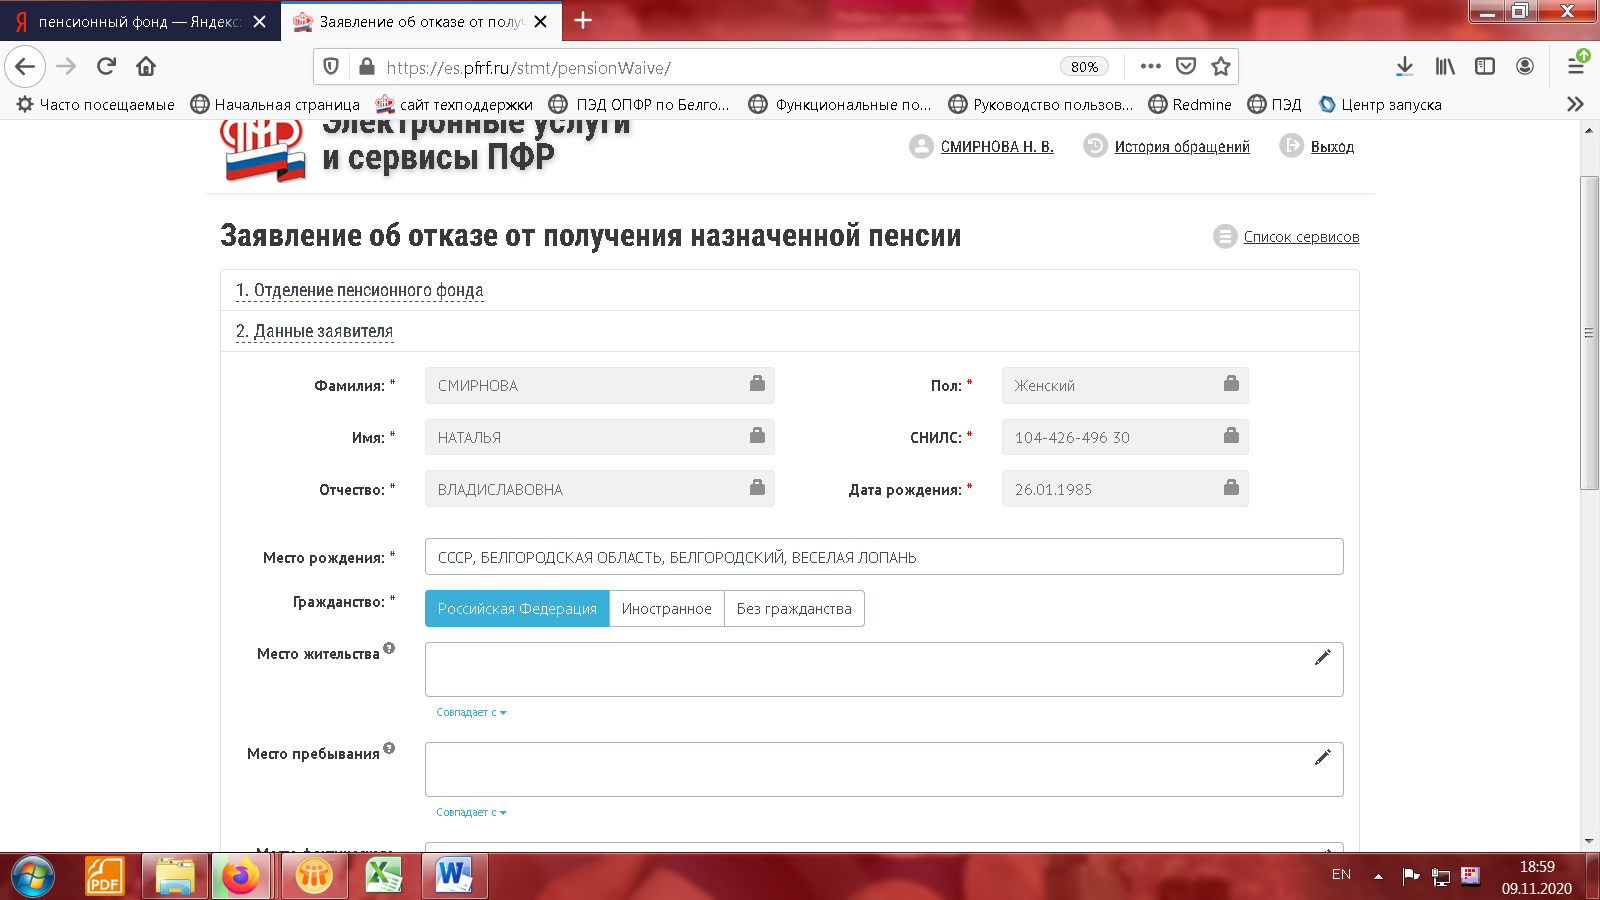 пенсионный фонд — Яндекс
Заявление об отказе от получ
https://es.pfrf.ru/stmt/pensionWaive/
80%
Часто посещаемые
Начальная страница
сайт техподдержки
ПЭД ОПФР по Белго...
Функциональные по...
Руководство пользов...
Redmine
ПЭД
Центр запуска
Электронные услуги
и сервисы ПФР
СМИРНОВА Н. В.
История обращений
Выход
Заявление об отказе от получения назначенной пенсии
Список сервисов
1. Отделение пенсионного фонда
2. Данные заявителя
Фамилия: * СМИРНОВА
Пол: * Женский
Имя: * НАТАЛЬЯ
СНИЛС: * 104-426-496 30
Отчество: * ВЛАДИСЛАВОВНА
Дата рождения: * 26.01.1985
Место рождения: * СССР, БЕЛГОРОДСКАЯ ОБЛАСТЬ, БЕЛГОРОДСКИЙ, ВЕСЕЛАЯ ЛОПАНЬ
Гражданство: * Российская Федерация Иностранное Без гражданства
Место жительства
Совпадает с
Место пребывания
Совпадает с
PDF
EN
18:59
09.11.2020